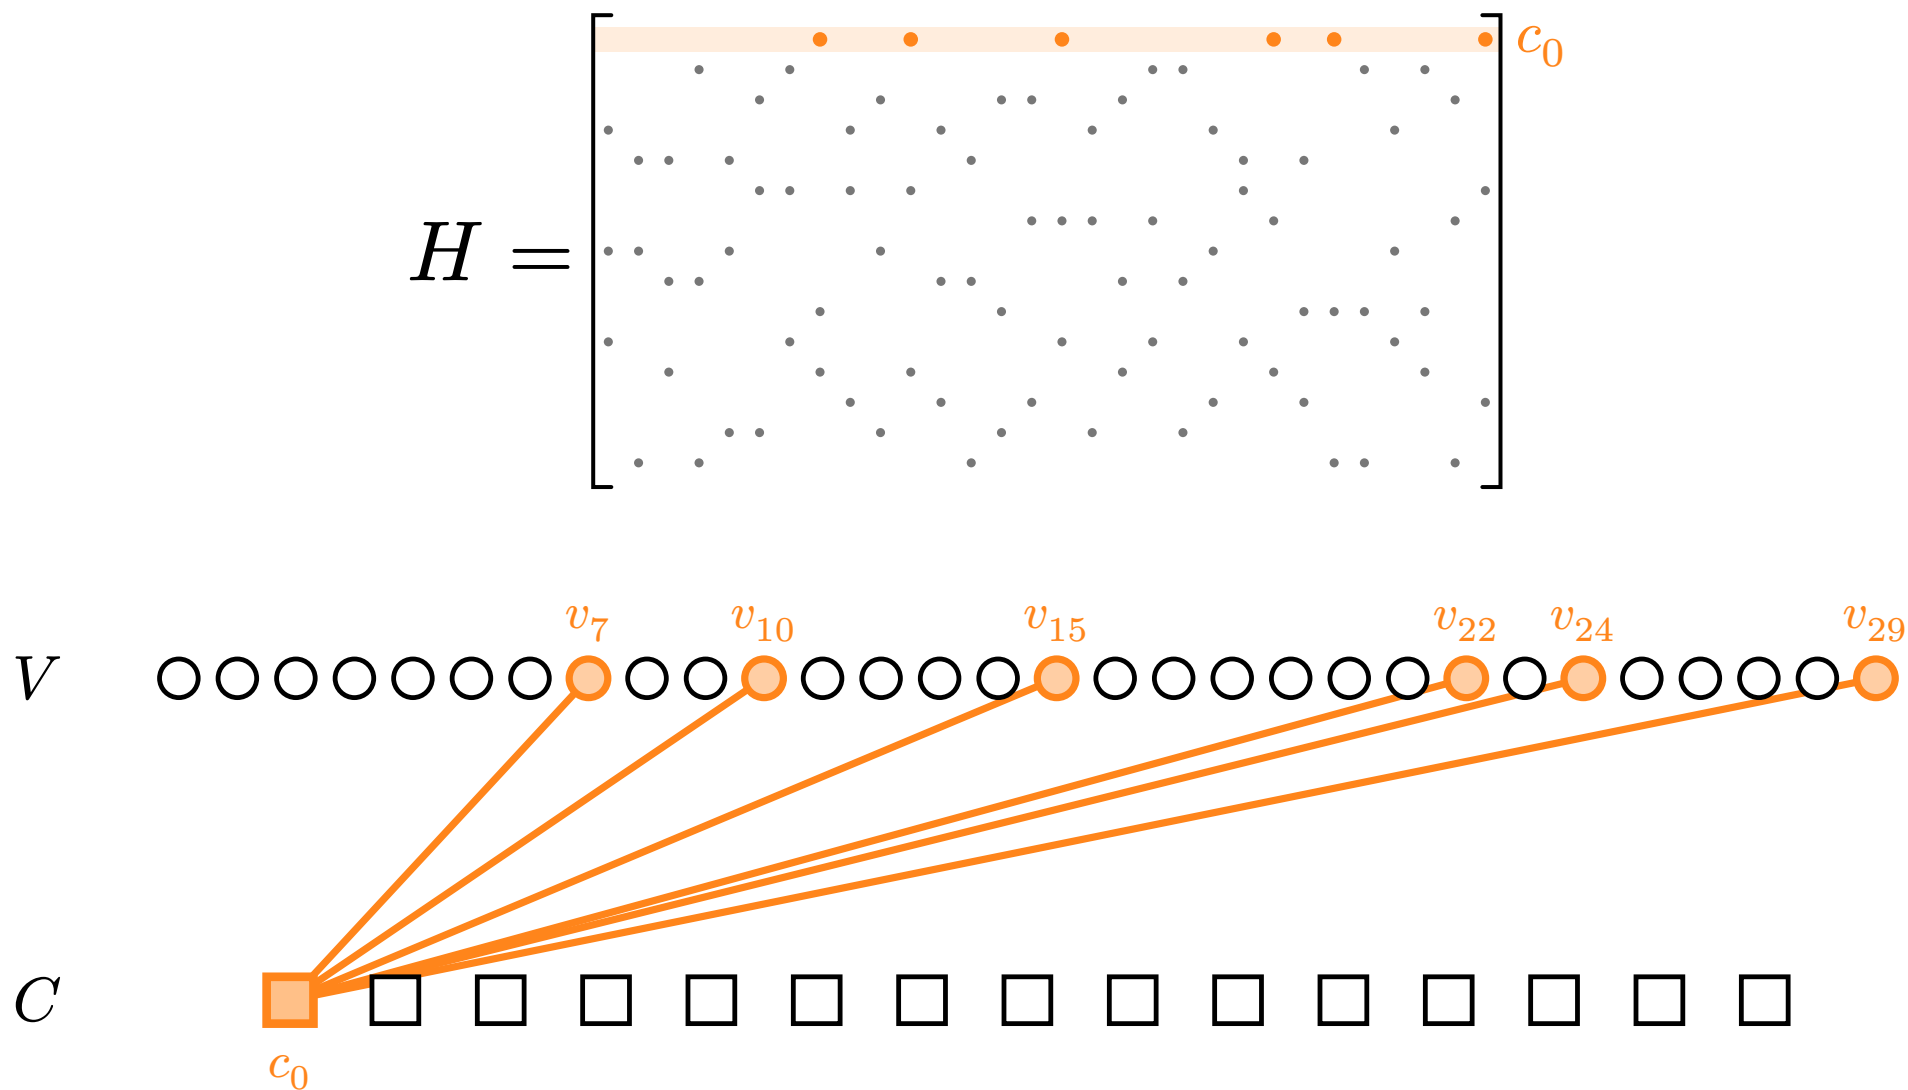 H = c₀
v₇ v₁₀ v₁₅ v₂₂ v₂₄ v₂₉
V
C
c₀